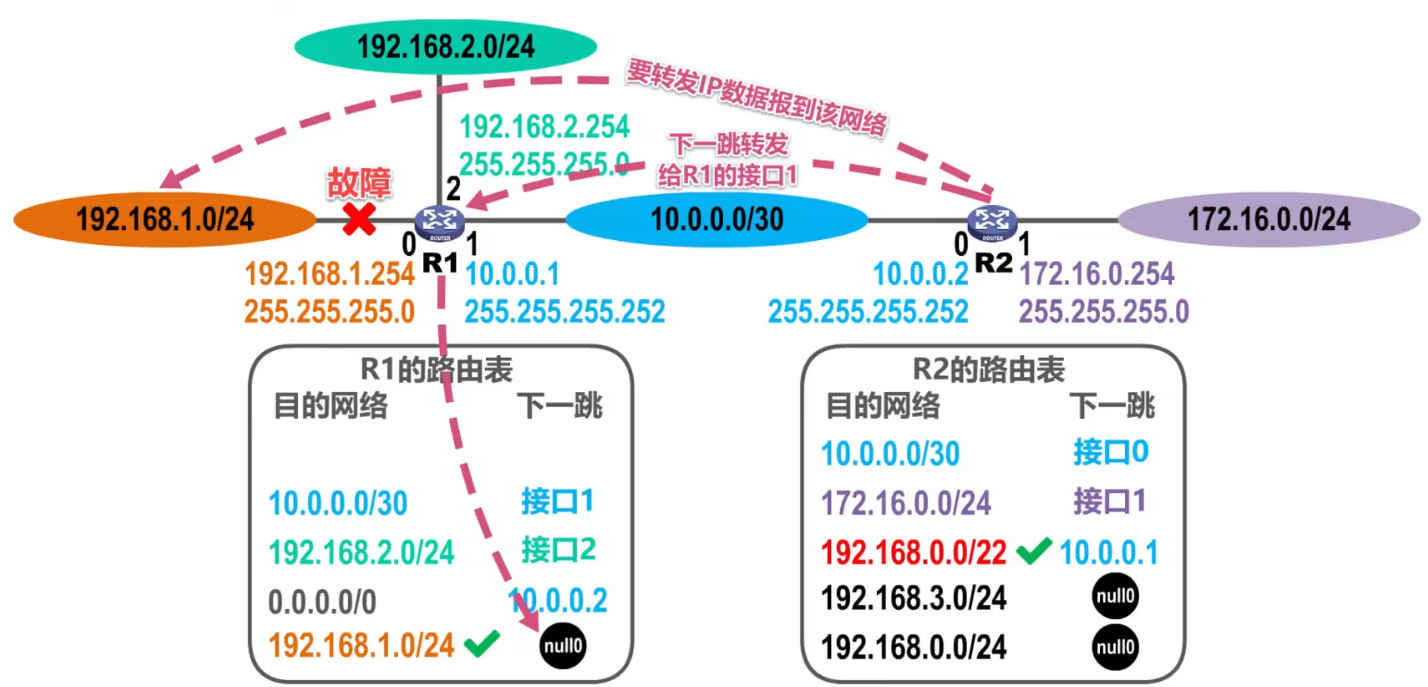 192.168.2.0/24
要转发IP数据报到该网络
192.168.2.254
255.255.255.0
下一跳转发
给R1的接口1
故障
2
192.168.1.0/24
10.0.0.0/30
172.16.0.0/24
ROUTER
ROUTER
0
1
0
1
R1
R2
192.168.1.254
255.255.255.0
10.0.0.1
255.255.255.252
10.0.0.2
255.255.255.252
172.16.0.254
255.255.255.0
R1的路由表
目的网络 下一跳
10.0.0.0/30 接口1
192.168.2.0/24 接口2
0.0.0.0/0 10.0.0.2
192.168.1.0/24 null0
R2的路由表
目的网络 下一跳
10.0.0.0/30 接口0
172.16.0.0/24 接口1
192.168.0.0/22 10.0.0.1
192.168.3.0/24 null0
192.168.0.0/24 null0